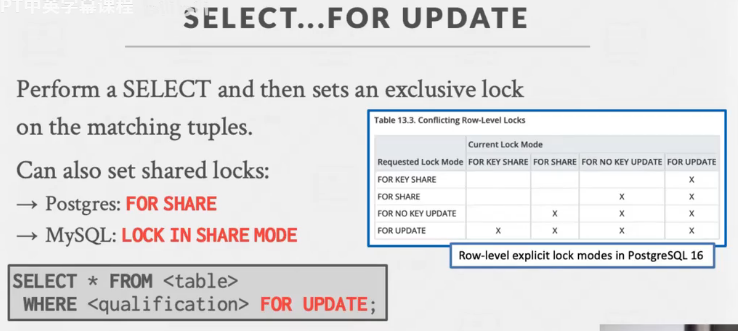 PT中英字幕课程
SELECT...FOR UPDATE
Perform a SELECT and then sets an exclusive lock
on the matching tuples.
Can also set shared locks:
→ Postgres: FOR SHARE
→ MySQL: LOCK IN SHARE MODE
SELECT * FROM <table>
WHERE <qualification> FOR UPDATE;
Table 13.3. Conflicting Row-Level Locks
Current Lock Mode
Requested Lock Mode FOR KEY SHARE FOR SHARE FOR NO KEY UPDATE FOR UPDATE
FOR KEY SHARE X
FOR SHARE X X
FOR NO KEY UPDATE X X X
FOR UPDATE X X X X
Row-level explicit lock modes in PostgreSQL 16